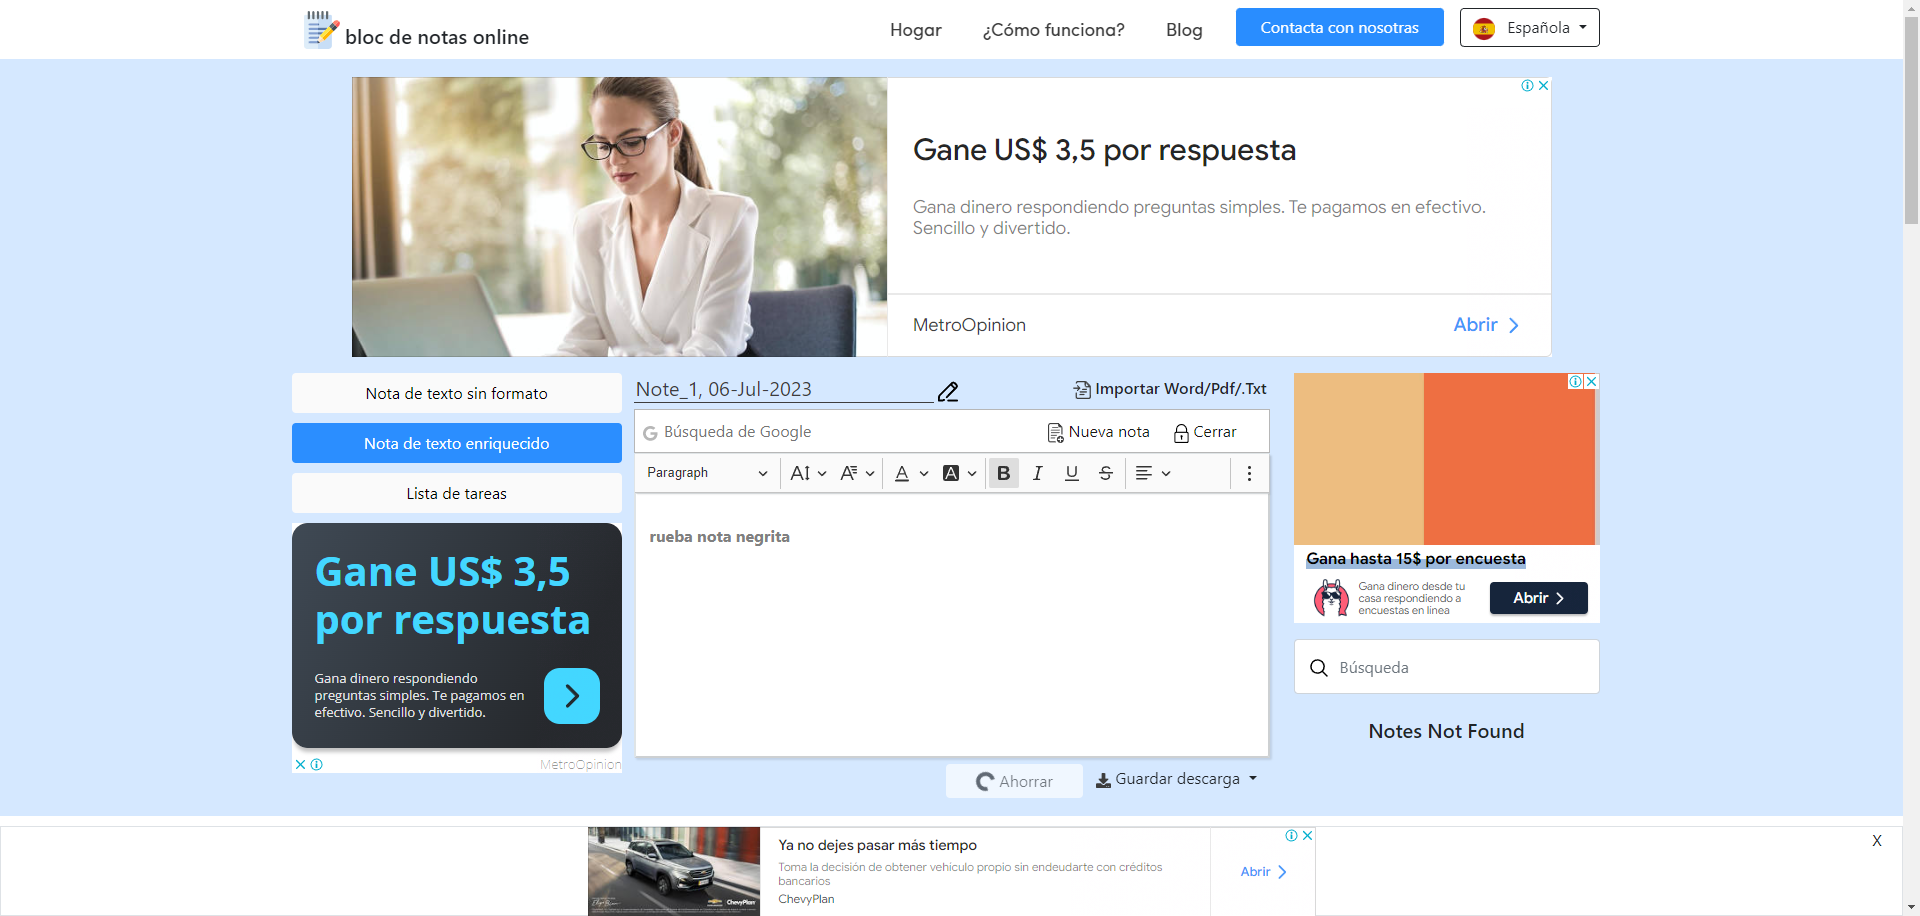 bloc de notas online
Hogar
¿Cómo funciona?
Blog
Contacta con nosotras
Española
Gane US$ 3,5 por respuesta
Gana dinero respondiendo preguntas simples. Te pagamos en efectivo.
Sencillo y divertido.
MetroOpinion
Abrir
Nota de texto sin formato
Nota de texto enriquecido
Lista de tareas
Gane US$ 3,5
por respuesta
Gana dinero respondiendo
preguntas simples. Te pagamos en
efectivo. Sencillo y divertido.
MetroOpinion
Note_1, 06-Jul-2023
Importar Word/Pdf/.Txt
Búsqueda de Google
Nueva nota
Cerrar
Paragraph
rueba nota negrita
Ahorrar
Guardar descarga
Gana hasta 15$ por encuesta
Gana dinero desde tu
casa respondiendo a
encuestas en línea
Abrir
Búsqueda
Notes Not Found
Ya no dejes pasar más tiempo
Toma la decisión de obtener vehículo propio sin endeudarte con créditos
bancarios
ChevyPlan
Abrir
ChevyPlan
X